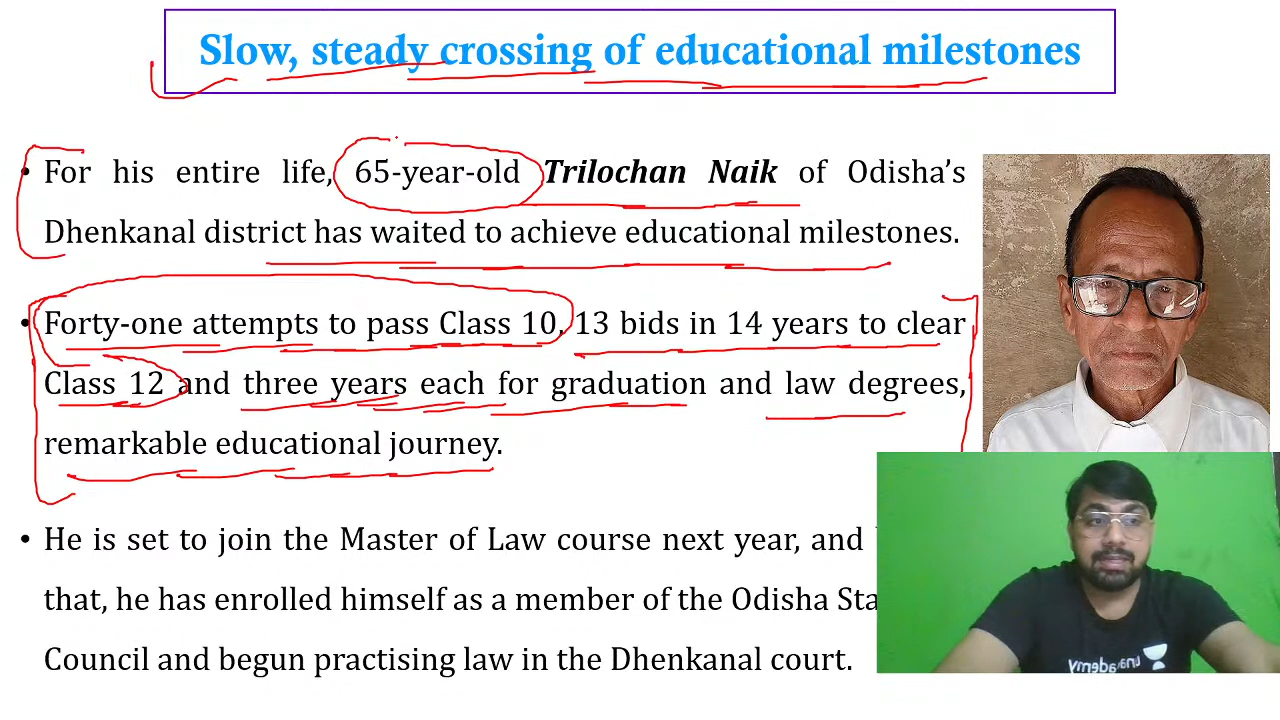 Slow, steady crossing of educational milestones
• For his entire life, 65-year-old Trilochan Naik of Odisha's
Dhenkanal district has waited to achieve educational milestones.
• Forty-one attempts to pass Class 10, 13 bids in 14 years to clear
Class 12 and three years each for graduation and law degrees,
remarkable educational journey.
• He is set to join the Master of Law course next year, and
that, he has enrolled himself as a member of the Odisha
Council and begun practising law in the Dhenkanal court.